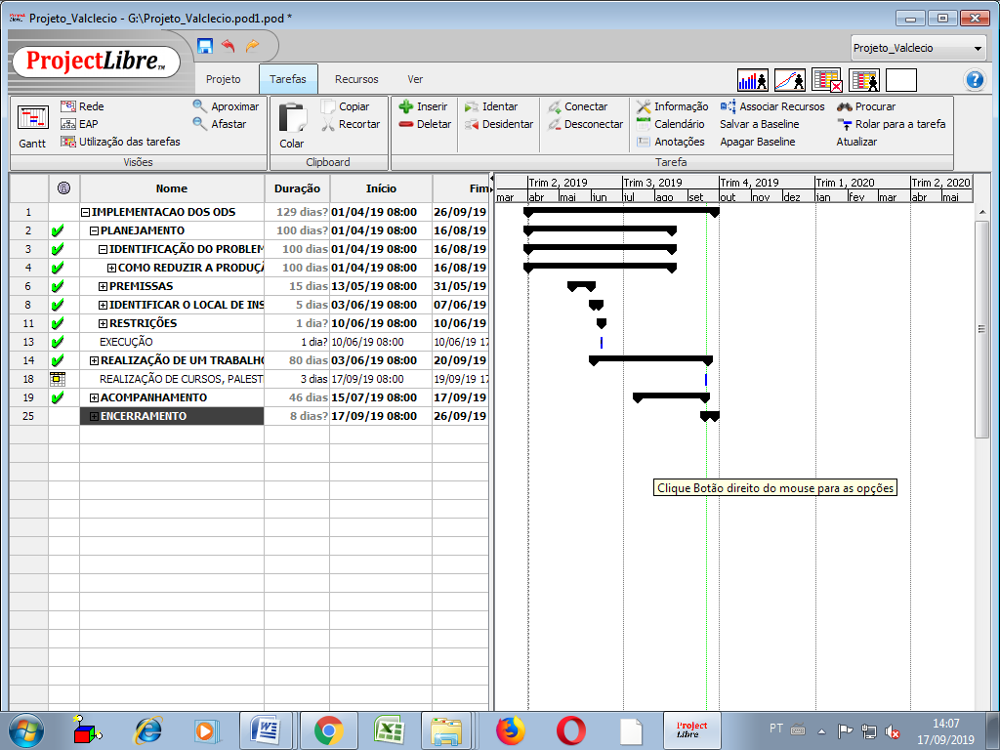 Projeto_Valclecio - G:\Projeto_Valclecio.pod1.pod *
ProjectLibre™
Projeto_Valclecio
Projeto Tarefas Recursos Ver
Gantt
Rede
EAP
Utilização das tarefas
Aproximar
Afastar
Visões
Colar
Copiar
Recortar
Clipboard
Inserir
Deletar
Identar
Desidentar
Conectar
Desconectar
Informação
Calendário
Anotações
Associar Recursos
Salvar a Baseline
Apagar Baseline
Procurar
Rolar para a tarefa
Atualizar
Tarefa
Nome Duração Início Fim
1 IMPLEMENTACAO DOS ODS 129 dias? 01/04/19 08:00 26/09/19
2 PLANEJAMENTO 100 dias? 01/04/19 08:00 16/08/19
3 IDENTIFICAÇÃO DO PROBLEM 100 dias 01/04/19 08:00 16/08/19
4 COMO REDUZIR A PRODUÇÃ 100 dias 01/04/19 08:00 16/08/19
6 PREMISSAS 15 dias 13/05/19 08:00 31/05/19
8 IDENTIFICAR O LOCAL DE INS 5 dias 03/06/19 08:00 07/06/19
11 RESTRIÇÕES 1 dia? 10/06/19 08:00 10/06/19
13 EXECUÇÃO 1 dia? 10/06/19 08:00 10/06/19 17
14 REALIZAÇÃO DE UM TRABALHO 80 dias 03/06/19 08:00 20/09/19
18 REALIZAÇÃO DE CURSOS, PALEST 3 dias 17/09/19 08:00 19/09/19 17
19 ACOMPANHAMENTO 46 dias 15/07/19 08:00 17/09/19
25 ENCERRAMENTO 8 dias? 17/09/19 08:00 26/09/19
Trim 2, 2019 Trim 3, 2019 Trim 4, 2019 Trim 1, 2020 Trim 2, 2020
mar abr mai jun jul ago set out nov dez jan fev mar abr mai
Clique Botão direito do mouse para as opções
Project Libre
PT
14:07
17/09/2019